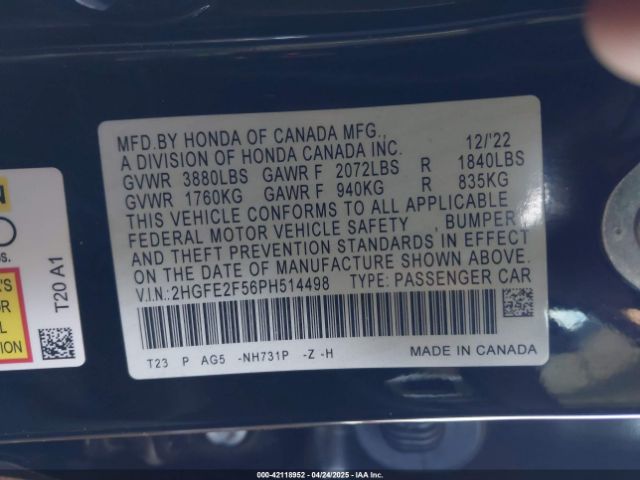 MFD.BY HONDA OF CANADA MFG., 12/'22
A DIVISION OF HONDA CANADA INC.
GVWR 3880LBS GAWR F 2072LBS R 1840LBS
GVWR 1760KG GAWR F 940KG R 835KG
THIS VEHICLE CONFORMS TO ALL APPLICABLE
FEDERAL MOTOR VEHICLE SAFETY , BUMPER ,
AND THEFT PREVENTION STANDARDS IN EFFECT
ON THE DATE OF MANUFACTURE SHOWN ABOVE.
V.I.N.:2HGFE2F56PH514498 TYPE: PASSENGER CAR
T23 P AG5 -NH731P -Z -H MADE IN CANADA
T20 A1
000-42118952 - 04/24/2025 - IAA Inc.